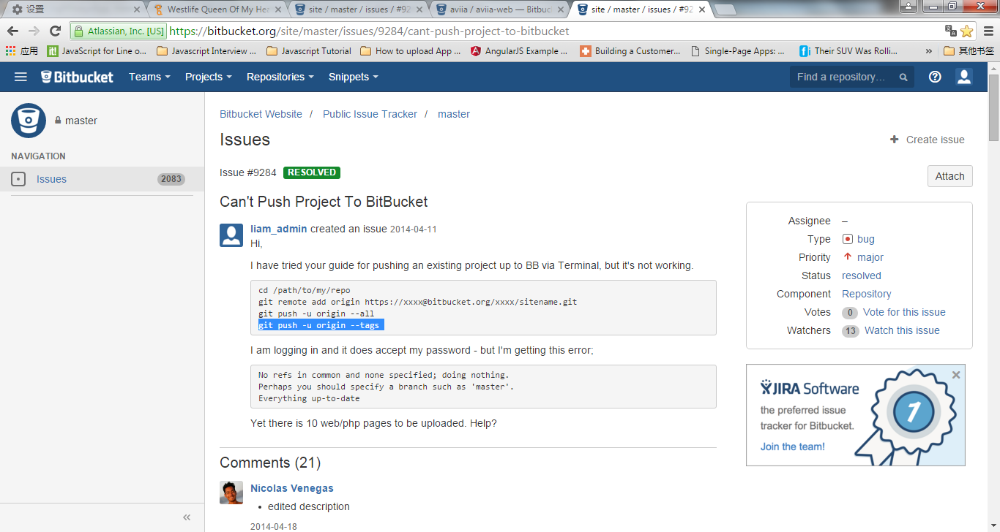 设置
Westlife Queen Of My Hea
site / master / issues / #92
aviia / aviia-web — Bitbuc
site / master / issues / #92
Atlassian, Inc. [US] https://bitbucket.org/site/master/issues/9284/cant-push-project-to-bitbucket
应用 it! JavaScript for Line o... Javascript Interview ... Javascript Tutorial How to upload App ... AngularJS Example ... Building a Customer... Single-Page Apps: ... Their SUV Was Rolli... » 其他书签
Bitbucket Teams Projects Repositories Snippets Find a repository… ?
master
NAVIGATION
Issues 2083
«
Bitbucket Website / Public Issue Tracker / master
Issues
+ Create issue
Issue #9284 RESOLVED
Attach
Can't Push Project To BitBucket
liam_admin created an issue 2014-04-11
Hi,
I have tried your guide for pushing an existing project up to BB via Terminal, but it's not working.
cd /path/to/my/repo
git remote add origin https://xxxx@bitbucket.org/xxxx/sitename.git
git push -u origin --all
git push -u origin --tags
I am logging in and it does accept my password - but I'm getting this error;
No refs in common and none specified; doing nothing.
Perhaps you should specify a branch such as 'master'.
Everything up-to-date
Yet there is 10 web/php pages to be uploaded. Help?
Comments (21)
Nicolas Venegas
• edited description
2014-04-18
Assignee –
Type bug
Priority major
Status resolved
Component Repository
Votes 0 Vote for this issue
Watchers 13 Watch this issue
JIRA Software
the preferred issue
tracker for Bitbucket.
Join the team!
1